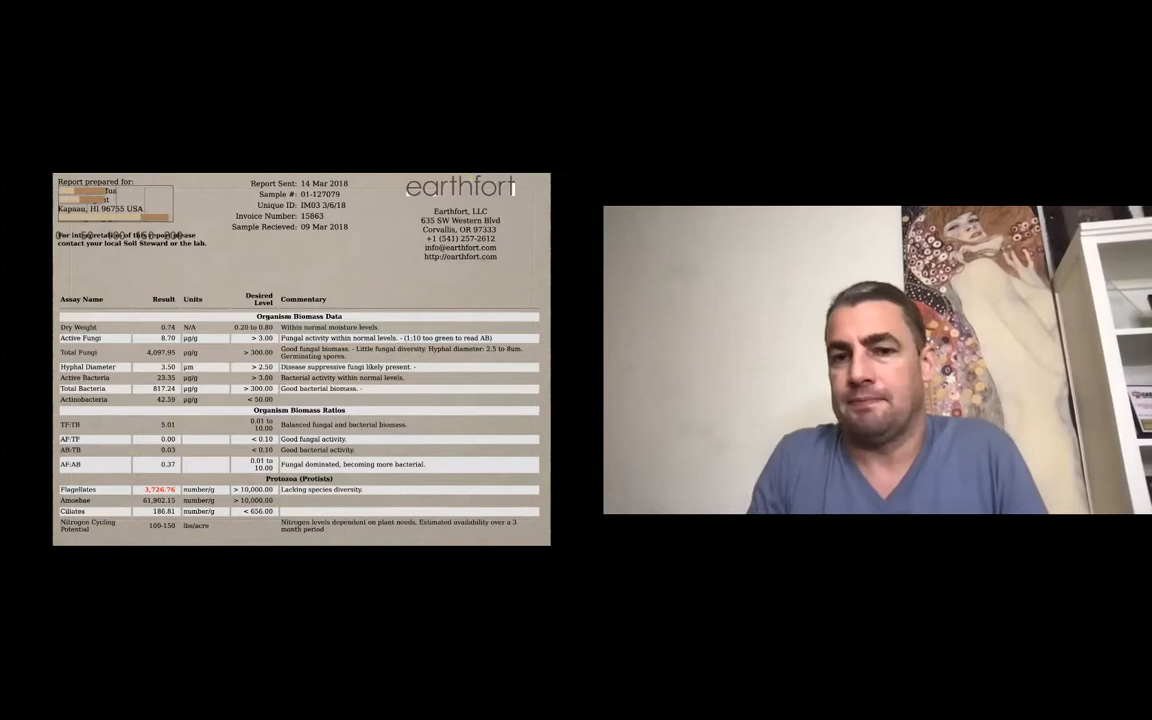 Report prepared for:
Kapaau, HI 96755 USA
contact your local Soil Steward or the lab.
Report Sent: 14 Mar 2018
Sample #: 01-127079
Unique ID: IM03 3/6/18
Invoice Number: 15863
Sample Recieved: 09 Mar 2018
earthfort
Earthfort, LLC
635 SW Western Blvd
Corvallis, OR 97333
+1 (541) 257-2612
info@earthfort.com
http://earthfort.com
Assay Name Result Units Desired Level Commentary
Organism Biomass Data
Dry Weight 0.74 N/A 0.20 to 0.80 Within normal moisture levels.
Active Fungi 8.70 µg/g > 3.00 Fungal activity within normal levels. - (1:10 too green to read AB)
Total Fungi 4,097.95 µg/g > 300.00 Good fungal biomass. - Little fungal diversity. Hyphal diameter: 2.5 to 8um.
Germinating spores.
Hyphal Diameter 3.50 µm > 2.50 Disease suppressive fungi likely present. -
Active Bacteria 23.35 µg/g > 3.00 Bacterial activity within normal levels.
Total Bacteria 817.24 µg/g > 300.00 Good bacterial biomass. -
Actinobacteria 42.59 µg/g < 50.00
Organism Biomass Ratios
TF:TB 5.01 0.01 to 10.00 Balanced fungal and bacterial biomass.
AF:TF 0.00 < 0.10 Good fungal activity.
AB:TB 0.03 < 0.10 Good bacterial activity.
AF:AB 0.37 0.01 to 10.00 Fungal dominated, becoming more bacterial.
Protozoa (Protists)
Flagellates 3,726.76 number/g > 10,000.00 Lacking species diversity.
Amoebae 61,902.15 number/g > 10,000.00
Ciliates 186.81 number/g < 656.00
Nitrogen Cycling Potential 100-150 lbs/acre Nitrogen levels dependent on plant needs. Estimated availability over a 3
month period